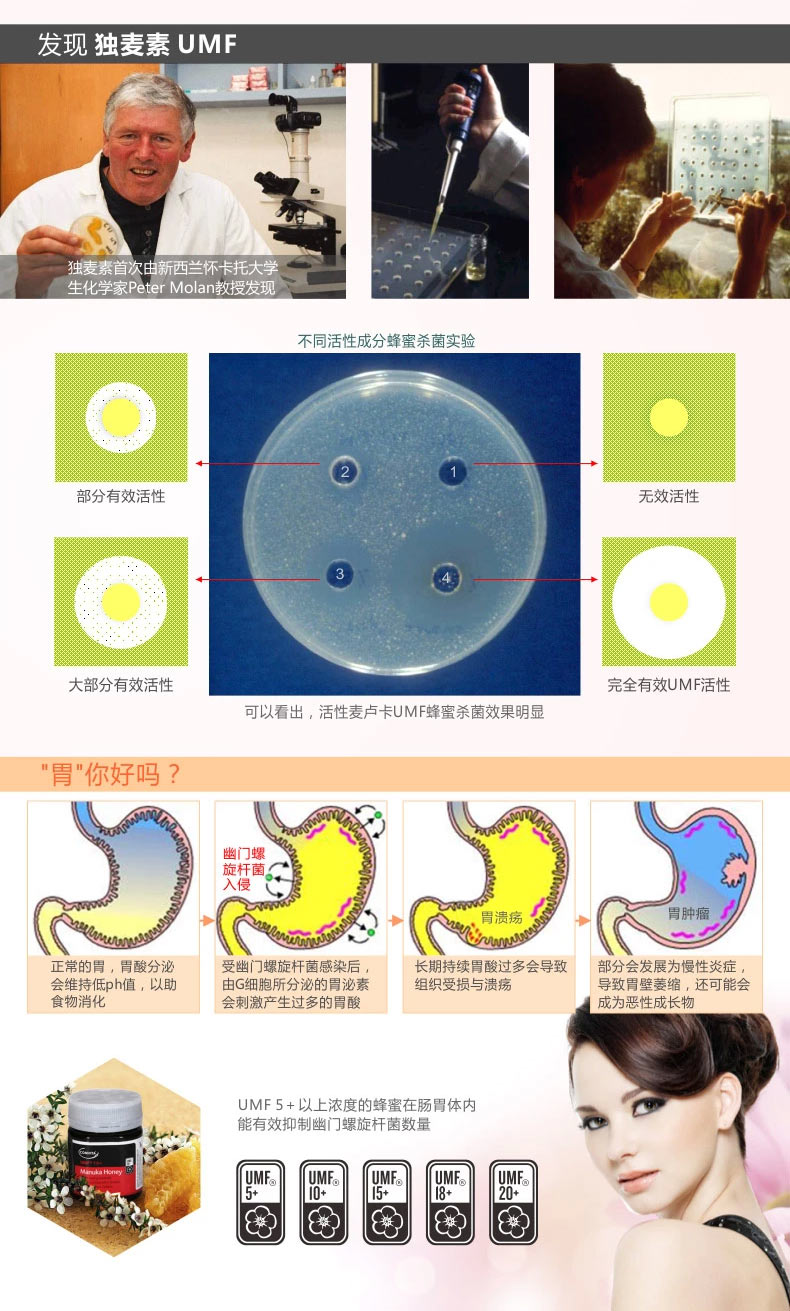 发现 独麦素 UMF
独麦素首次由新西兰怀卡托大学
生化学家Peter Molan教授发现
不同活性成分蜂蜜杀菌实验
2
1
部分有效活性
无效活性
3
4
大部分有效活性
完全有效UMF活性
可以看出，活性麦卢卡UMF蜂蜜杀菌效果明显
"胃"你好吗？
幽门螺
旋杆菌
入侵
胃溃疡
胃肿瘤
正常的胃，胃酸分泌
会维持低ph值，以助
食物消化
受幽门螺旋杆菌感染后，
由G细胞所分泌的胃泌素
会刺激产生过多的胃酸
长期持续胃酸过多会导致
组织受损与溃疡
部分会发展为慢性炎症，
导致胃壁萎缩，还可能会
成为恶性成长物
UMF 5+以上浓度的蜂蜜在肠胃体内
能有效抑制幽门螺旋杆菌数量
COMVITA
Manuka Honey
UMF®
5+
UMF®
10+
UMF®
15+
UMF®
18+
UMF®
20+